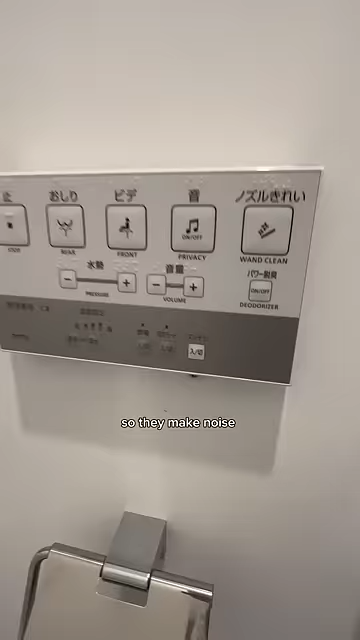 止 おしり ビデ 音 ノズルきれい
ON/OFF
REAR FRONT PRIVACY WAND CLEAN
水勢 音量 パワー脱臭
- + - + ON/OFF
PRESSURE VOLUME DEODORIZER
入/切
so they make noise